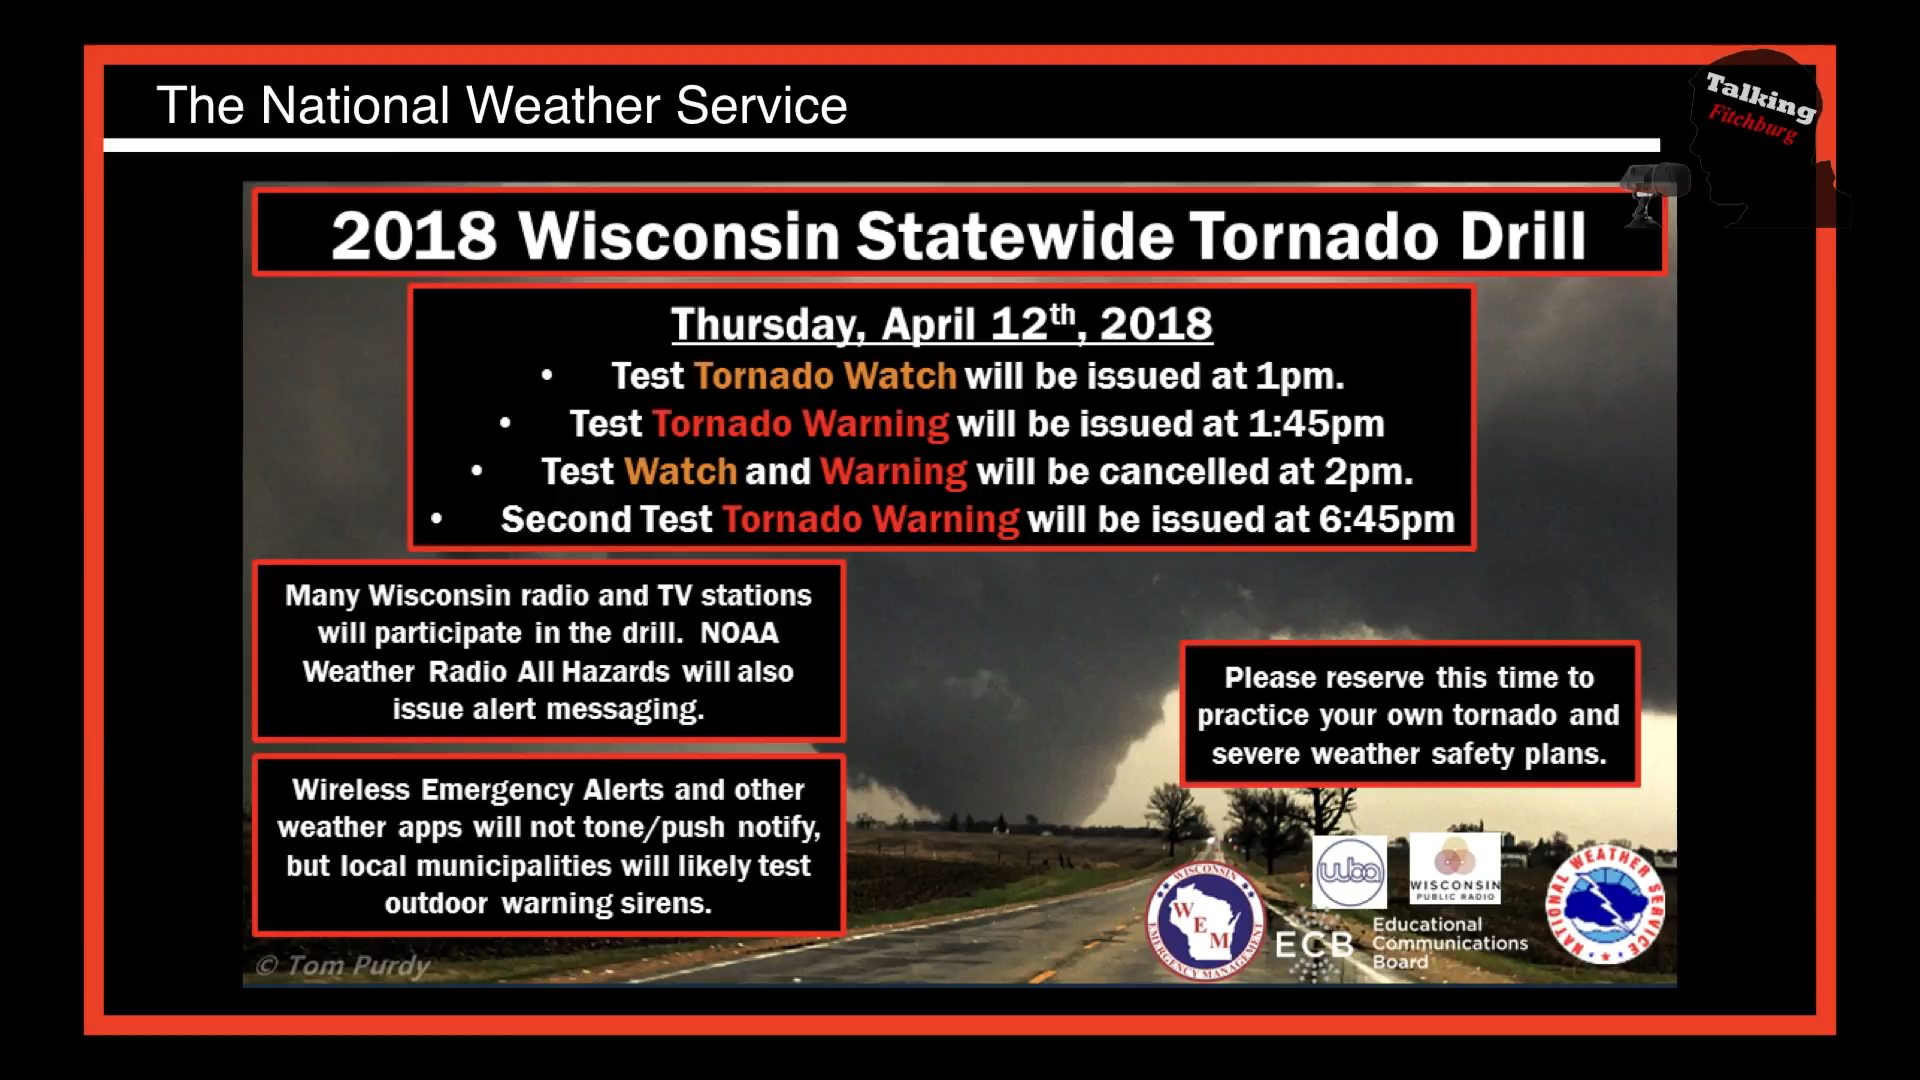 The National Weather Service
Talking
Fitchburg
2018 Wisconsin Statewide Tornado Drill
Thursday, April 12th, 2018
• Test Tornado Watch will be issued at 1pm.
• Test Tornado Warning will be issued at 1:45pm
• Test Watch and Warning will be cancelled at 2pm.
• Second Test Tornado Warning will be issued at 6:45pm
Many Wisconsin radio and TV stations
will participate in the drill. NOAA
Weather Radio All Hazards will also
issue alert messaging.
Wireless Emergency Alerts and other
weather apps will not tone/push notify,
but local municipalities will likely test
outdoor warning sirens.
Please reserve this time to
practice your own tornado and
severe weather safety plans.
© Tom Purdy
WISCONSIN
WEM
EMERGENCY MANAGEMENT
wba
WISCONSIN
PUBLIC RADIO
ECB
Educational
Communications
Board
NATIONAL WEATHER SERVICE